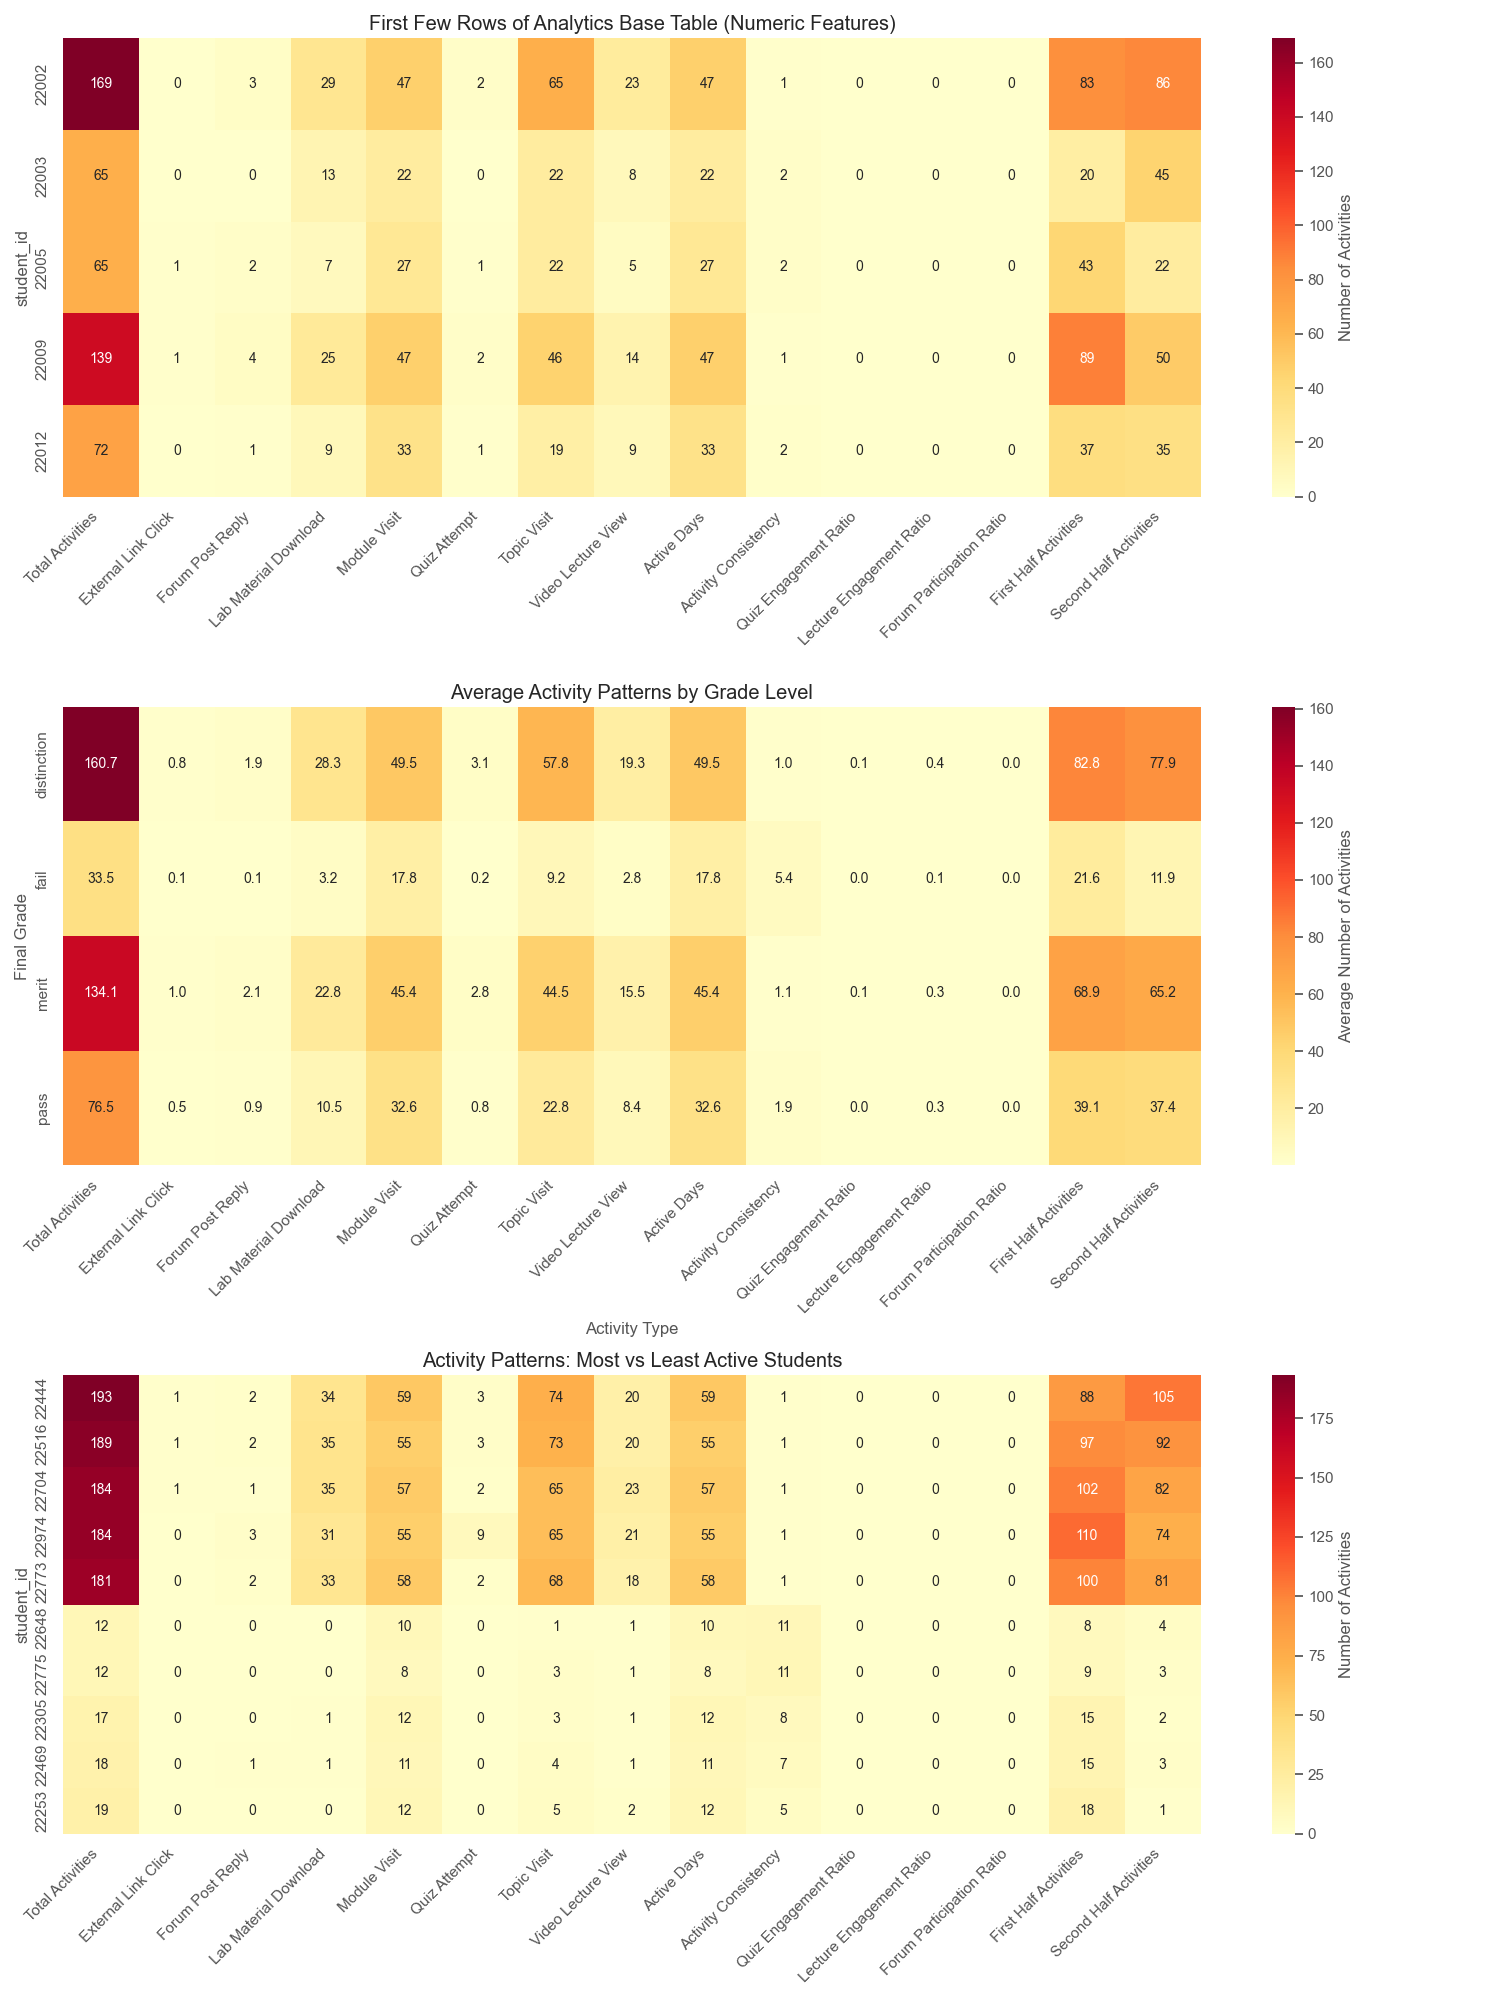 First Few Rows of Analytics Base Table (Numeric Features)
student_id
22002 169 0 3 29 47 2 65 23 47 1 0 0 0 83 86
22003 65 0 0 13 22 0 22 8 22 2 0 0 0 20 45
22005 65 1 2 7 27 1 22 5 27 2 0 0 0 43 22
22009 139 1 4 25 47 2 46 14 47 1 0 0 0 89 50
22012 72 0 1 9 33 1 19 9 33 2 0 0 0 37 35
Total Activities
External Link Click
Forum Post Reply
Lab Material Download
Module Visit
Quiz Attempt
Topic Visit
Video Lecture View
Active Days
Activity Consistency
Quiz Engagement Ratio
Lecture Engagement Ratio
Forum Participation Ratio
First Half Activities
Second Half Activities
160
140
120
100
80
60
40
20
0
Number of Activities
Average Activity Patterns by Grade Level
Final Grade
distinction 160.7 0.8 1.9 28.3 49.5 3.1 57.8 19.3 49.5 1.0 0.1 0.4 0.0 82.8 77.9
fail 33.5 0.1 0.1 3.2 17.8 0.2 9.2 2.8 17.8 5.4 0.0 0.1 0.0 21.6 11.9
merit 134.1 1.0 2.1 22.8 45.4 2.8 44.5 15.5 45.4 1.1 0.1 0.3 0.0 68.9 65.2
pass 76.5 0.5 0.9 10.5 32.6 0.8 22.8 8.4 32.6 1.9 0.0 0.3 0.0 39.1 37.4
Total Activities
External Link Click
Forum Post Reply
Lab Material Download
Module Visit
Quiz Attempt
Topic Visit
Video Lecture View
Active Days
Activity Consistency
Quiz Engagement Ratio
Lecture Engagement Ratio
Forum Participation Ratio
First Half Activities
Second Half Activities
Activity Type
160
140
120
100
80
60
40
20
Average Number of Activities
Activity Patterns: Most vs Least Active Students
student_id
22444 193 1 2 34 59 3 74 20 59 1 0 0 0 88 105
22516 189 1 2 35 55 3 73 20 55 1 0 0 0 97 92
22704 184 1 1 35 57 2 65 23 57 1 0 0 0 102 82
22974 184 0 3 31 55 9 65 21 55 1 0 0 0 110 74
22773 181 0 2 33 58 2 68 18 58 1 0 0 0 100 81
22648 12 0 0 0 10 0 1 1 10 11 0 0 0 8 4
22775 12 0 0 0 8 0 3 1 8 11 0 0 0 9 3
22305 17 0 0 1 12 0 3 1 12 8 0 0 0 15 2
22469 18 0 1 1 11 0 4 1 11 7 0 0 0 15 3
22253 19 0 0 0 12 0 5 2 12 5 0 0 0 18 1
Total Activities
External Link Click
Forum Post Reply
Lab Material Download
Module Visit
Quiz Attempt
Topic Visit
Video Lecture View
Active Days
Activity Consistency
Quiz Engagement Ratio
Lecture Engagement Ratio
Forum Participation Ratio
First Half Activities
Second Half Activities
175
150
125
100
75
50
25
0
Number of Activities